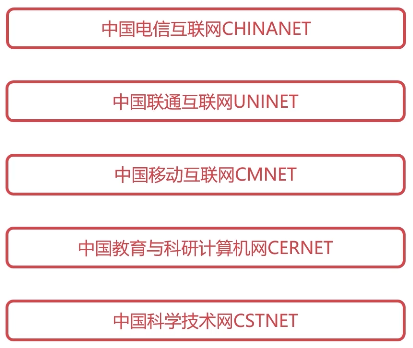 中国电信互联网CHINANET
中国联通互联网UNINET
中国移动互联网CMNET
中国教育与科研计算机网CERNET
中国科学技术网CSTNET